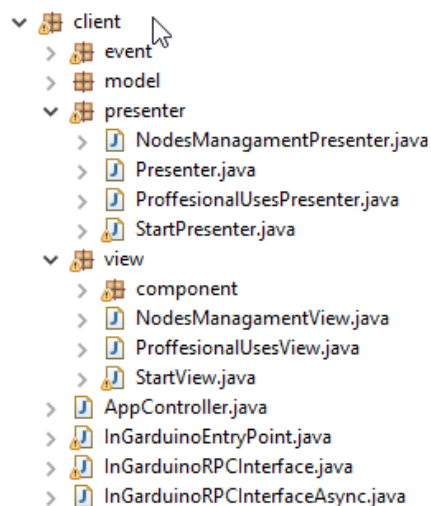 client
event
model
presenter
NodesManagamentPresenter.java
Presenter.java
ProffesionalUsesPresenter.java
StartPresenter.java
view
component
NodesManagamentView.java
ProffesionalUsesView.java
StartView.java
AppController.java
InGarduinoEntryPoint.java
InGarduinoRPCInterface.java
InGarduinoRPCInterfaceAsync.java